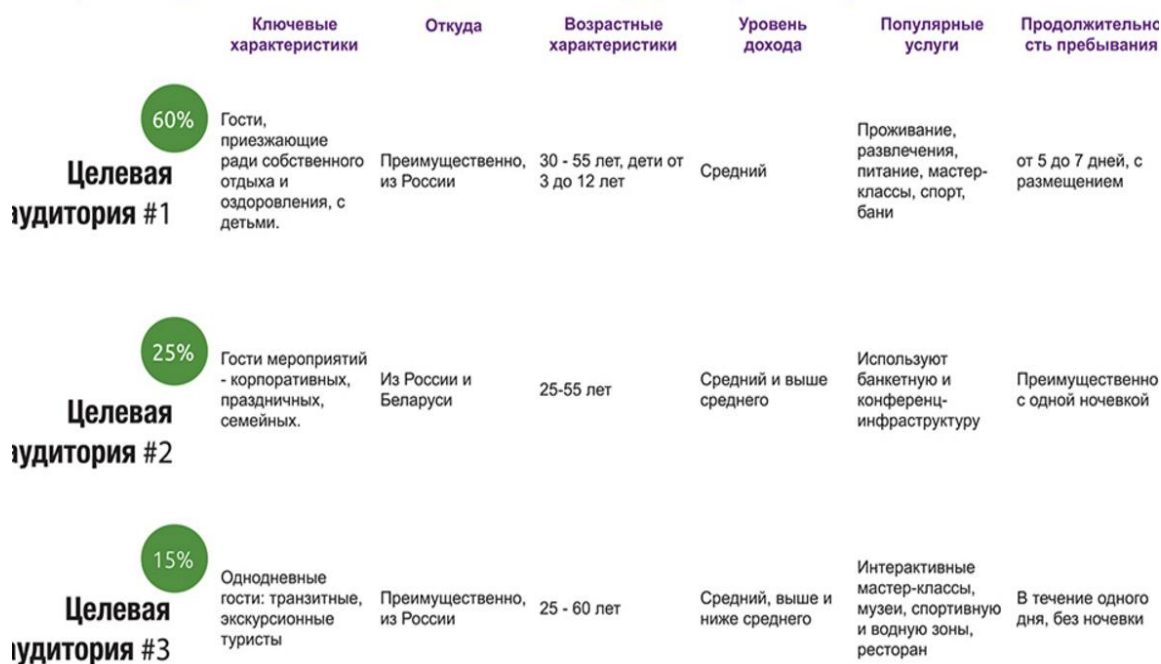 Ключевые характеристики
Откуда
Возрастные характеристики
Уровень дохода
Популярные услуги
Продолжительно
сть пребывания
60%
Целевая
аудитория #1
Гости,
приезжающие
ради собственного
отдыха и
оздоровления, с
детьми.
Преимущественно,
из России
30 - 55 лет, дети от
3 до 12 лет
Средний
Проживание,
развлечения,
питание, мастер-
классы, спорт,
бани
от 5 до 7 дней, с
размещением
25%
Целевая
аудитория #2
Гости мероприятий
- корпоративных,
праздничных,
семейных.
Из России и
Беларуси
25-55 лет
Средний и выше
среднего
Используют
банкетную и
конференц-
инфраструктуру
Преимущественно
с одной ночевкой
15%
Целевая
аудитория #3
Однодневные
гости: транзитные,
экскурсионные
туристы
Преимущественно,
из России
25 - 60 лет
Средний, выше и
ниже среднего
Интерактивные
мастер-классы,
музеи, спортивную
и водную зоны,
ресторан
В течение одного
дня, без ночевки